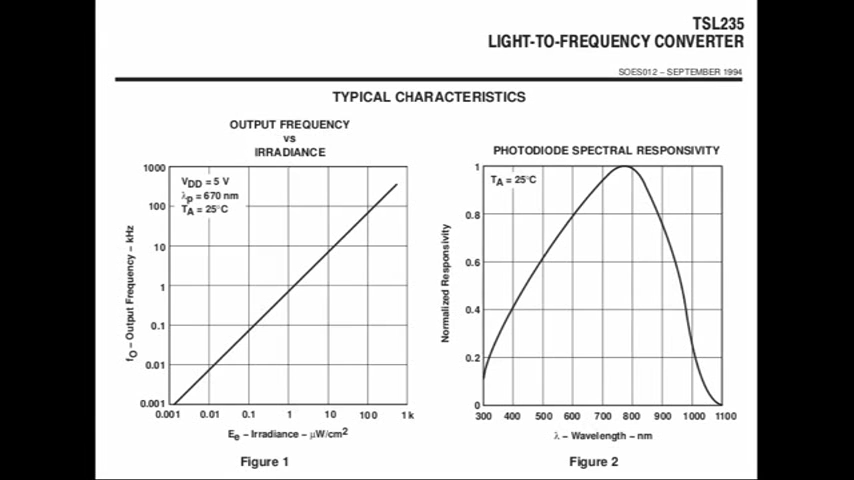 TSL235
LIGHT-TO-FREQUENCY CONVERTER
SOES012 – SEPTEMBER 1994
TYPICAL CHARACTERISTICS
OUTPUT FREQUENCY
vs
IRRADIANCE
1000
100
10
1
0.1
0.01
0.001
VDD = 5 V
λp = 670 nm
TA = 25°C
fO – Output Frequency – kHz
0.001 0.01 0.1 1 10 100 1 k
Ee – Irradiance – μW/cm2
Figure 1
PHOTODIODE SPECTRAL RESPONSIVITY
1
0.8
0.6
0.4
0.2
0
TA = 25°C
Normalized Responsivity
300 400 500 600 700 800 900 1000 1100
λ – Wavelength – nm
Figure 2